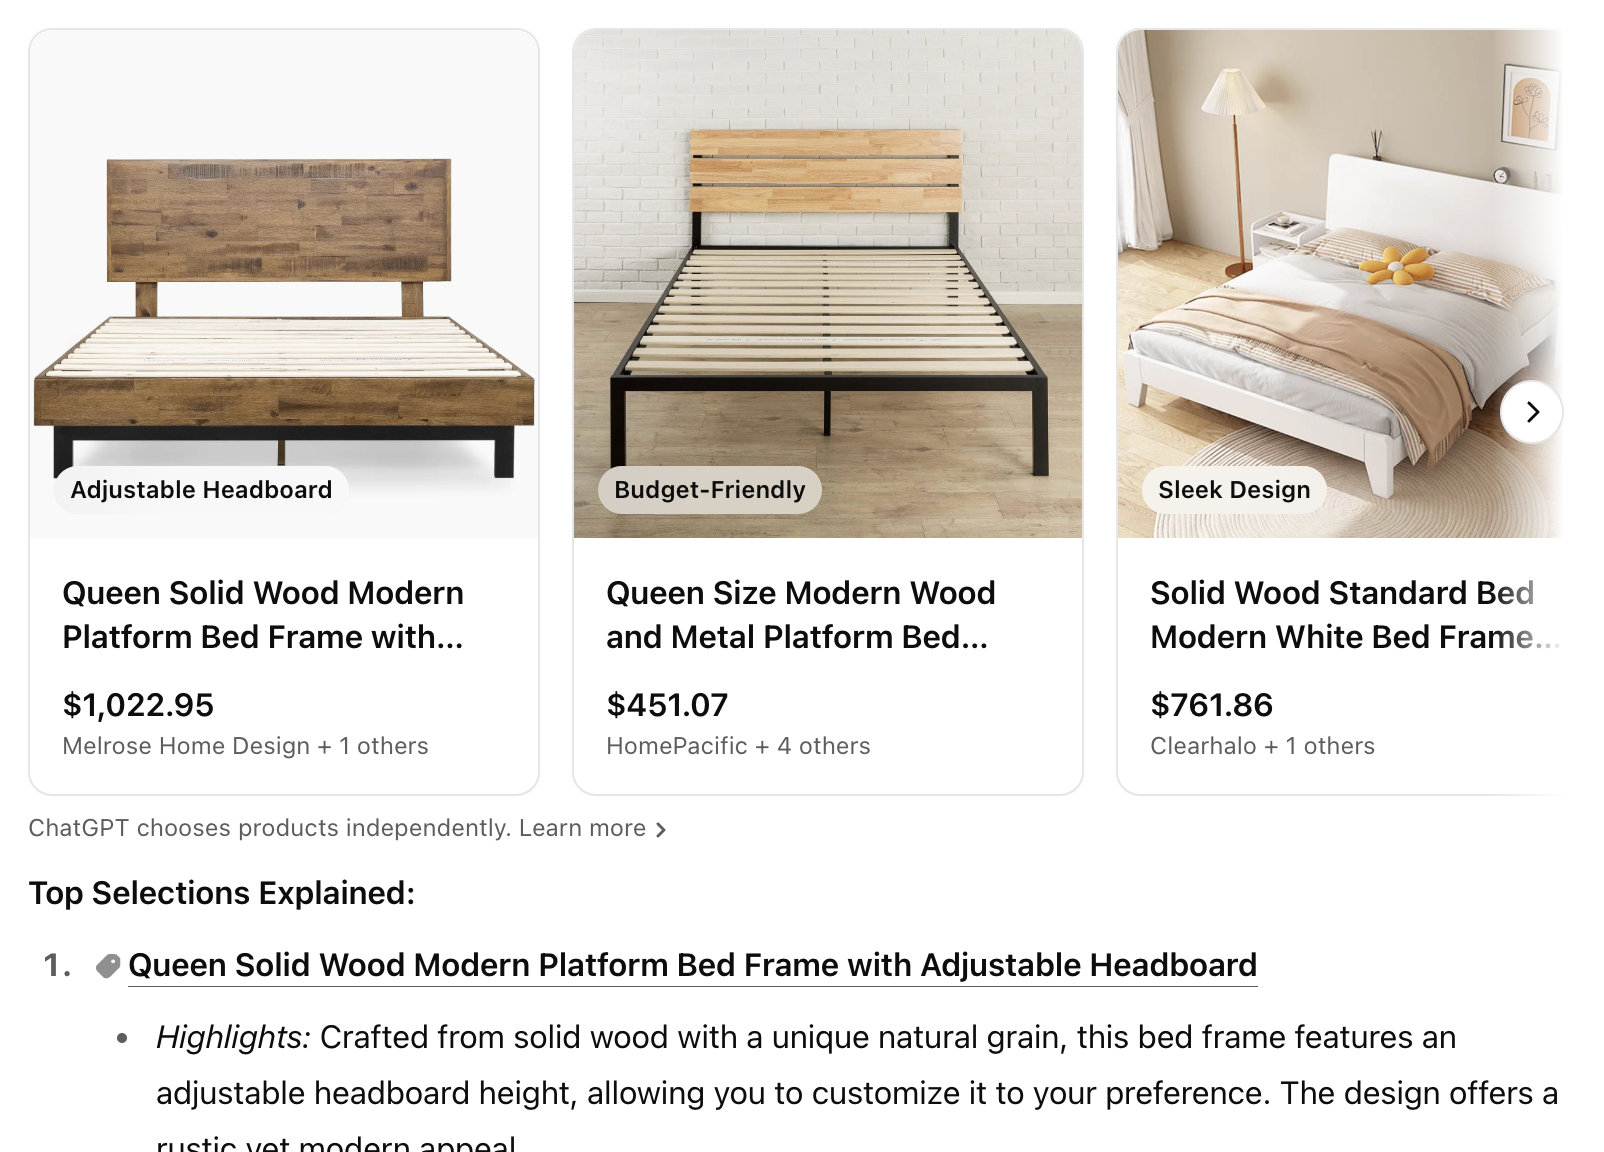 Adjustable Headboard
Queen Solid Wood Modern
Platform Bed Frame with...
$1,022.95
Melrose Home Design + 1 others
Budget-Friendly
Queen Size Modern Wood
and Metal Platform Bed...
$451.07
HomePacific + 4 others
Sleek Design
Solid Wood Standard Bed
Modern White Bed Frame...
$761.86
Clearhalo + 1 others
ChatGPT chooses products independently. Learn more
Top Selections Explained:
1. Queen Solid Wood Modern Platform Bed Frame with Adjustable Headboard
• Highlights: Crafted from solid wood with a unique natural grain, this bed frame features an
adjustable headboard height, allowing you to customize it to your preference. The design offers a
rustic yet modern appeal